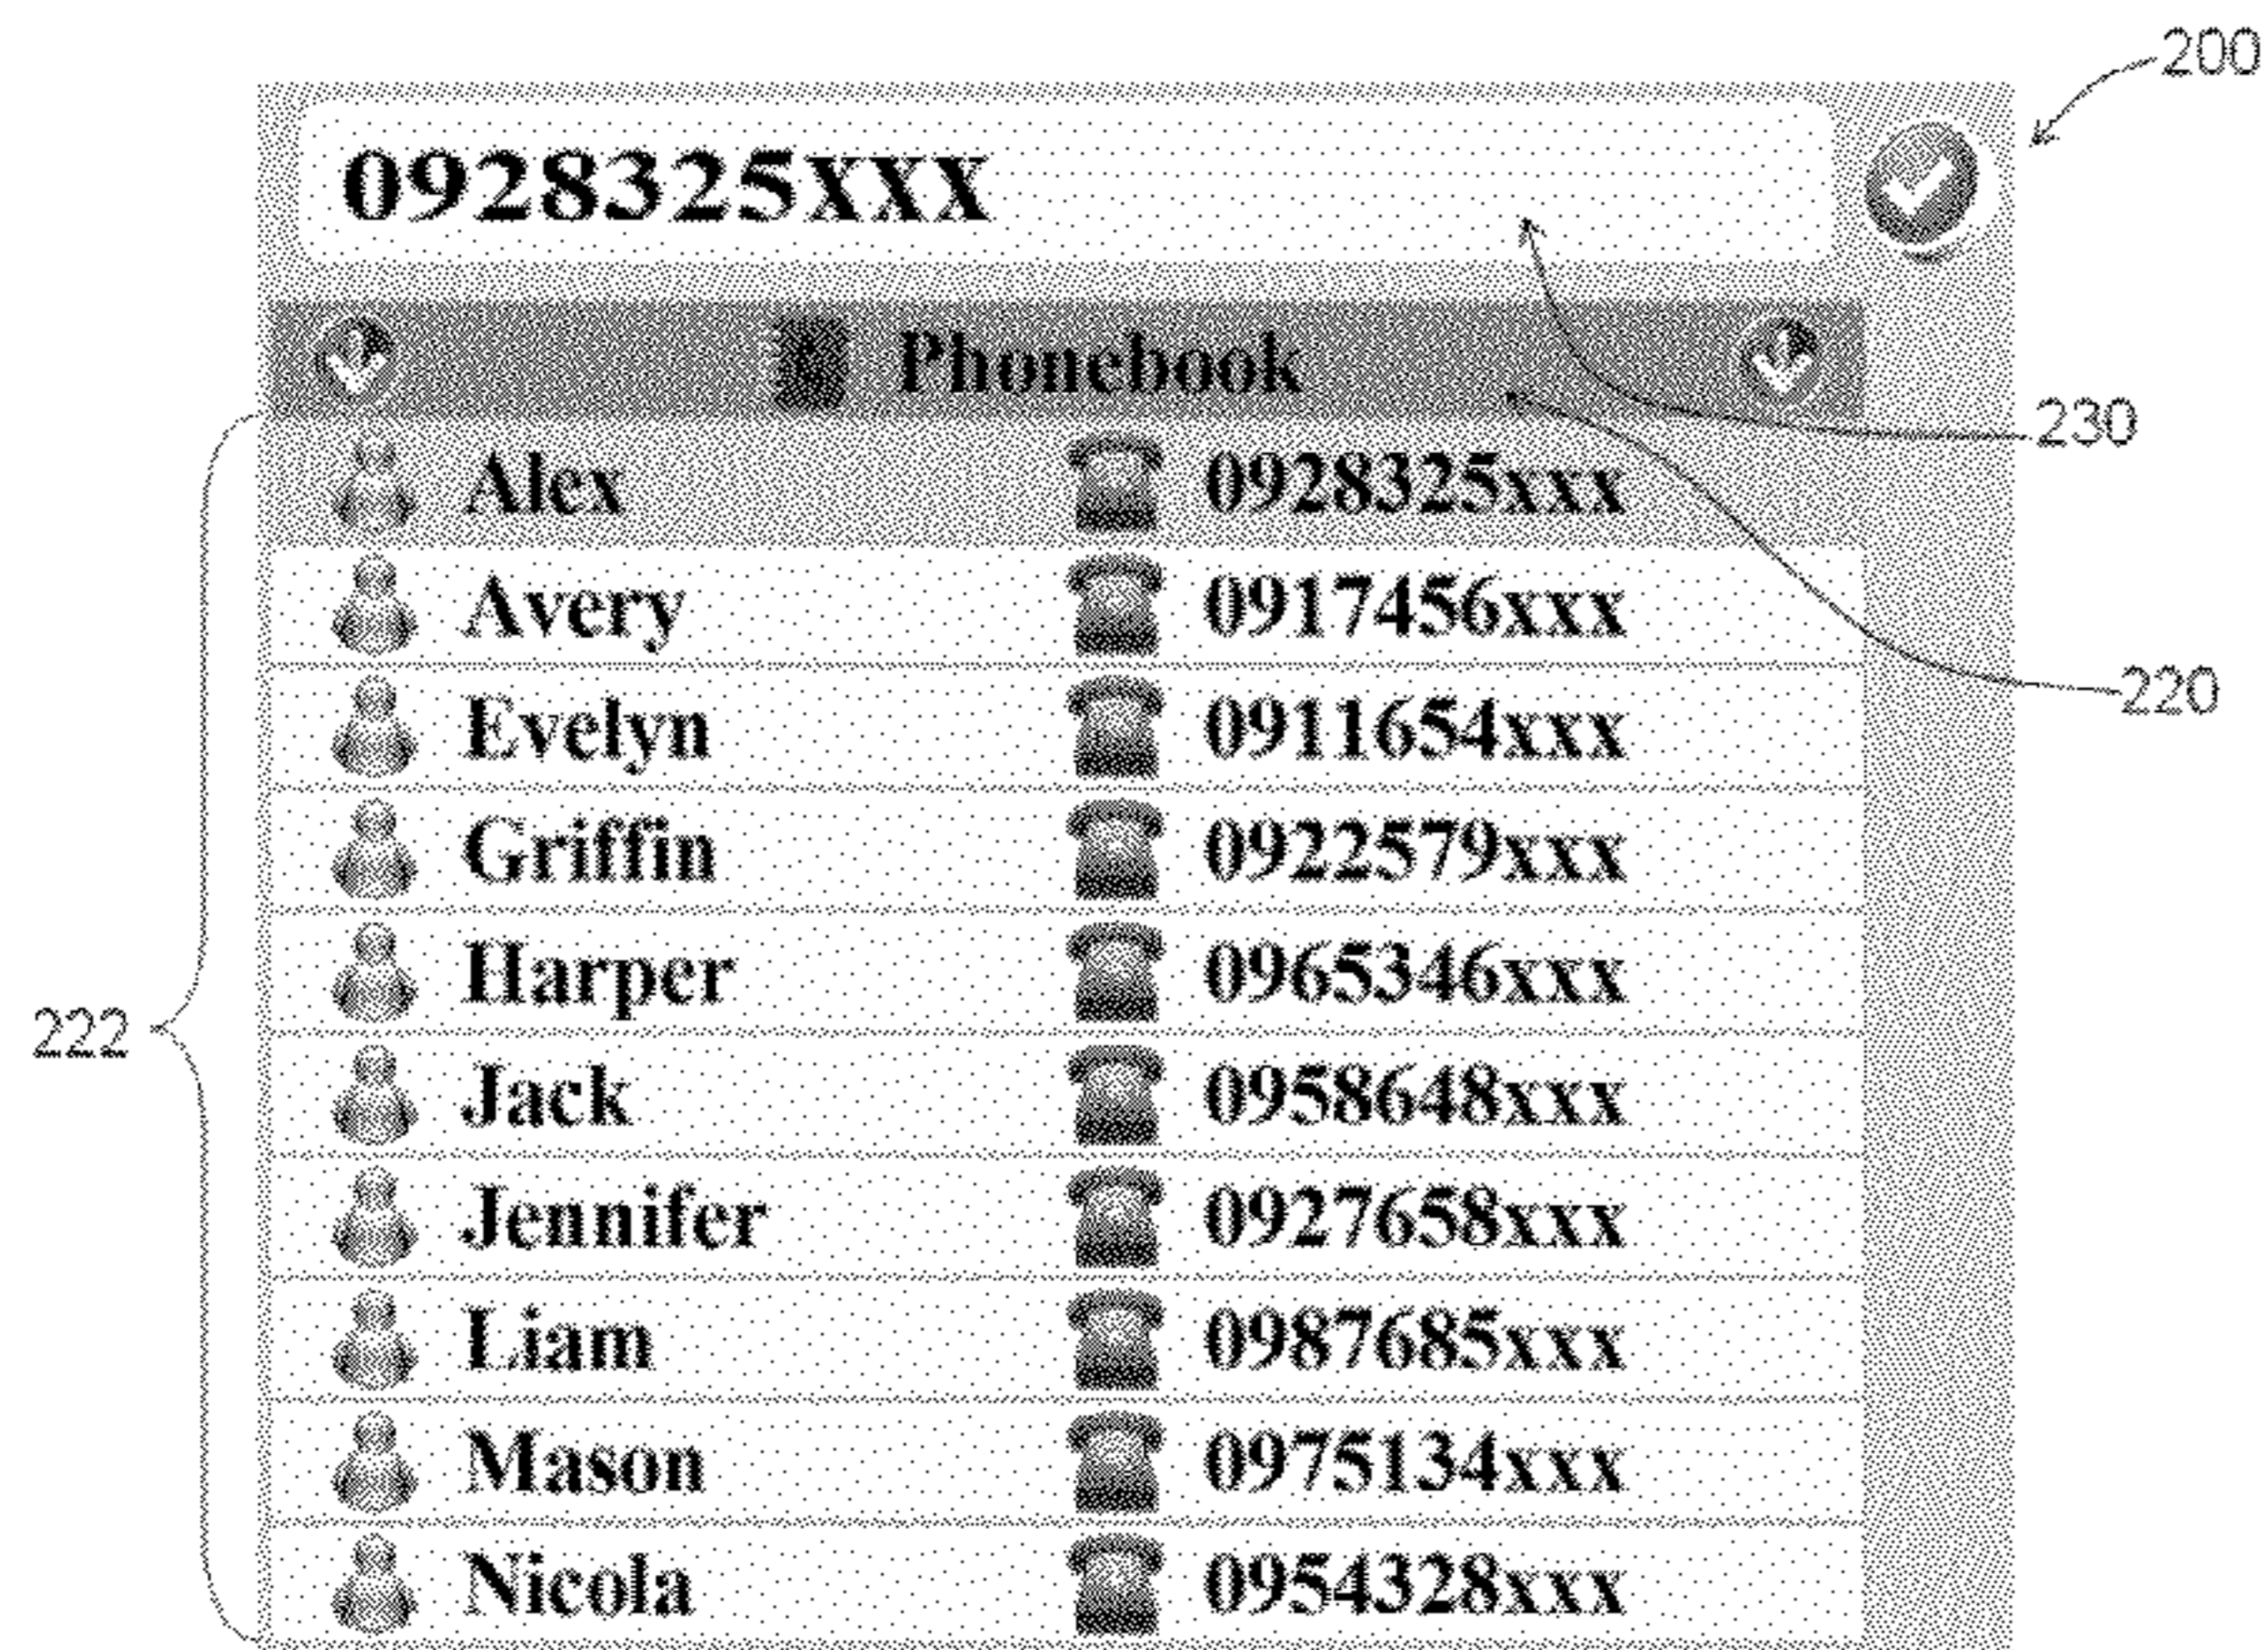 200
0928325xxx
Phonebook
230
Alex 0928325xxx
Avery 0917456xxx
220
Evelyn 0911654xxx
Griffin 0922579xxx
Harper 0965346xxx
222
Jack 0958648xxx
Jennifer 0927658xxx
Liam 0987685xxx
Mason 0975134xxx
Nicola 0954328xxx